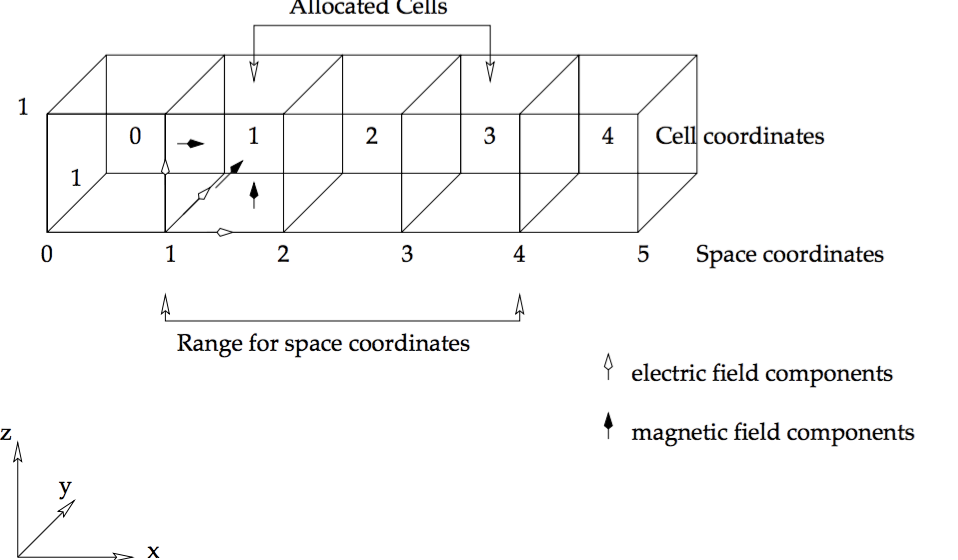 Allocated Cells
1
0 1 2 3 4 Cell coordinates
1
0 1 2 3 4 5 Space coordinates
Range for space coordinates
electric field components
magnetic field components
z
y
x